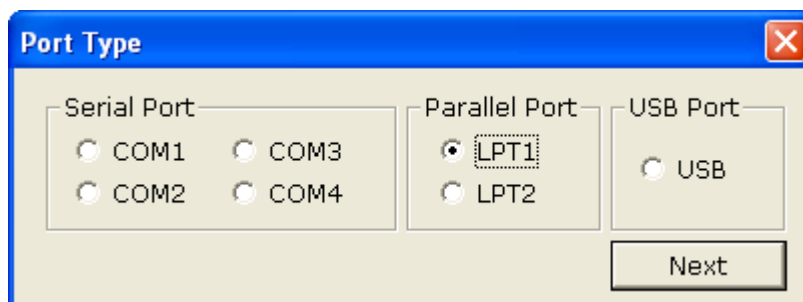 Port Type
Serial Port
COM1 COM3
COM2 COM4
Parallel Port
LPT1
LPT2
USB Port
USB
Next